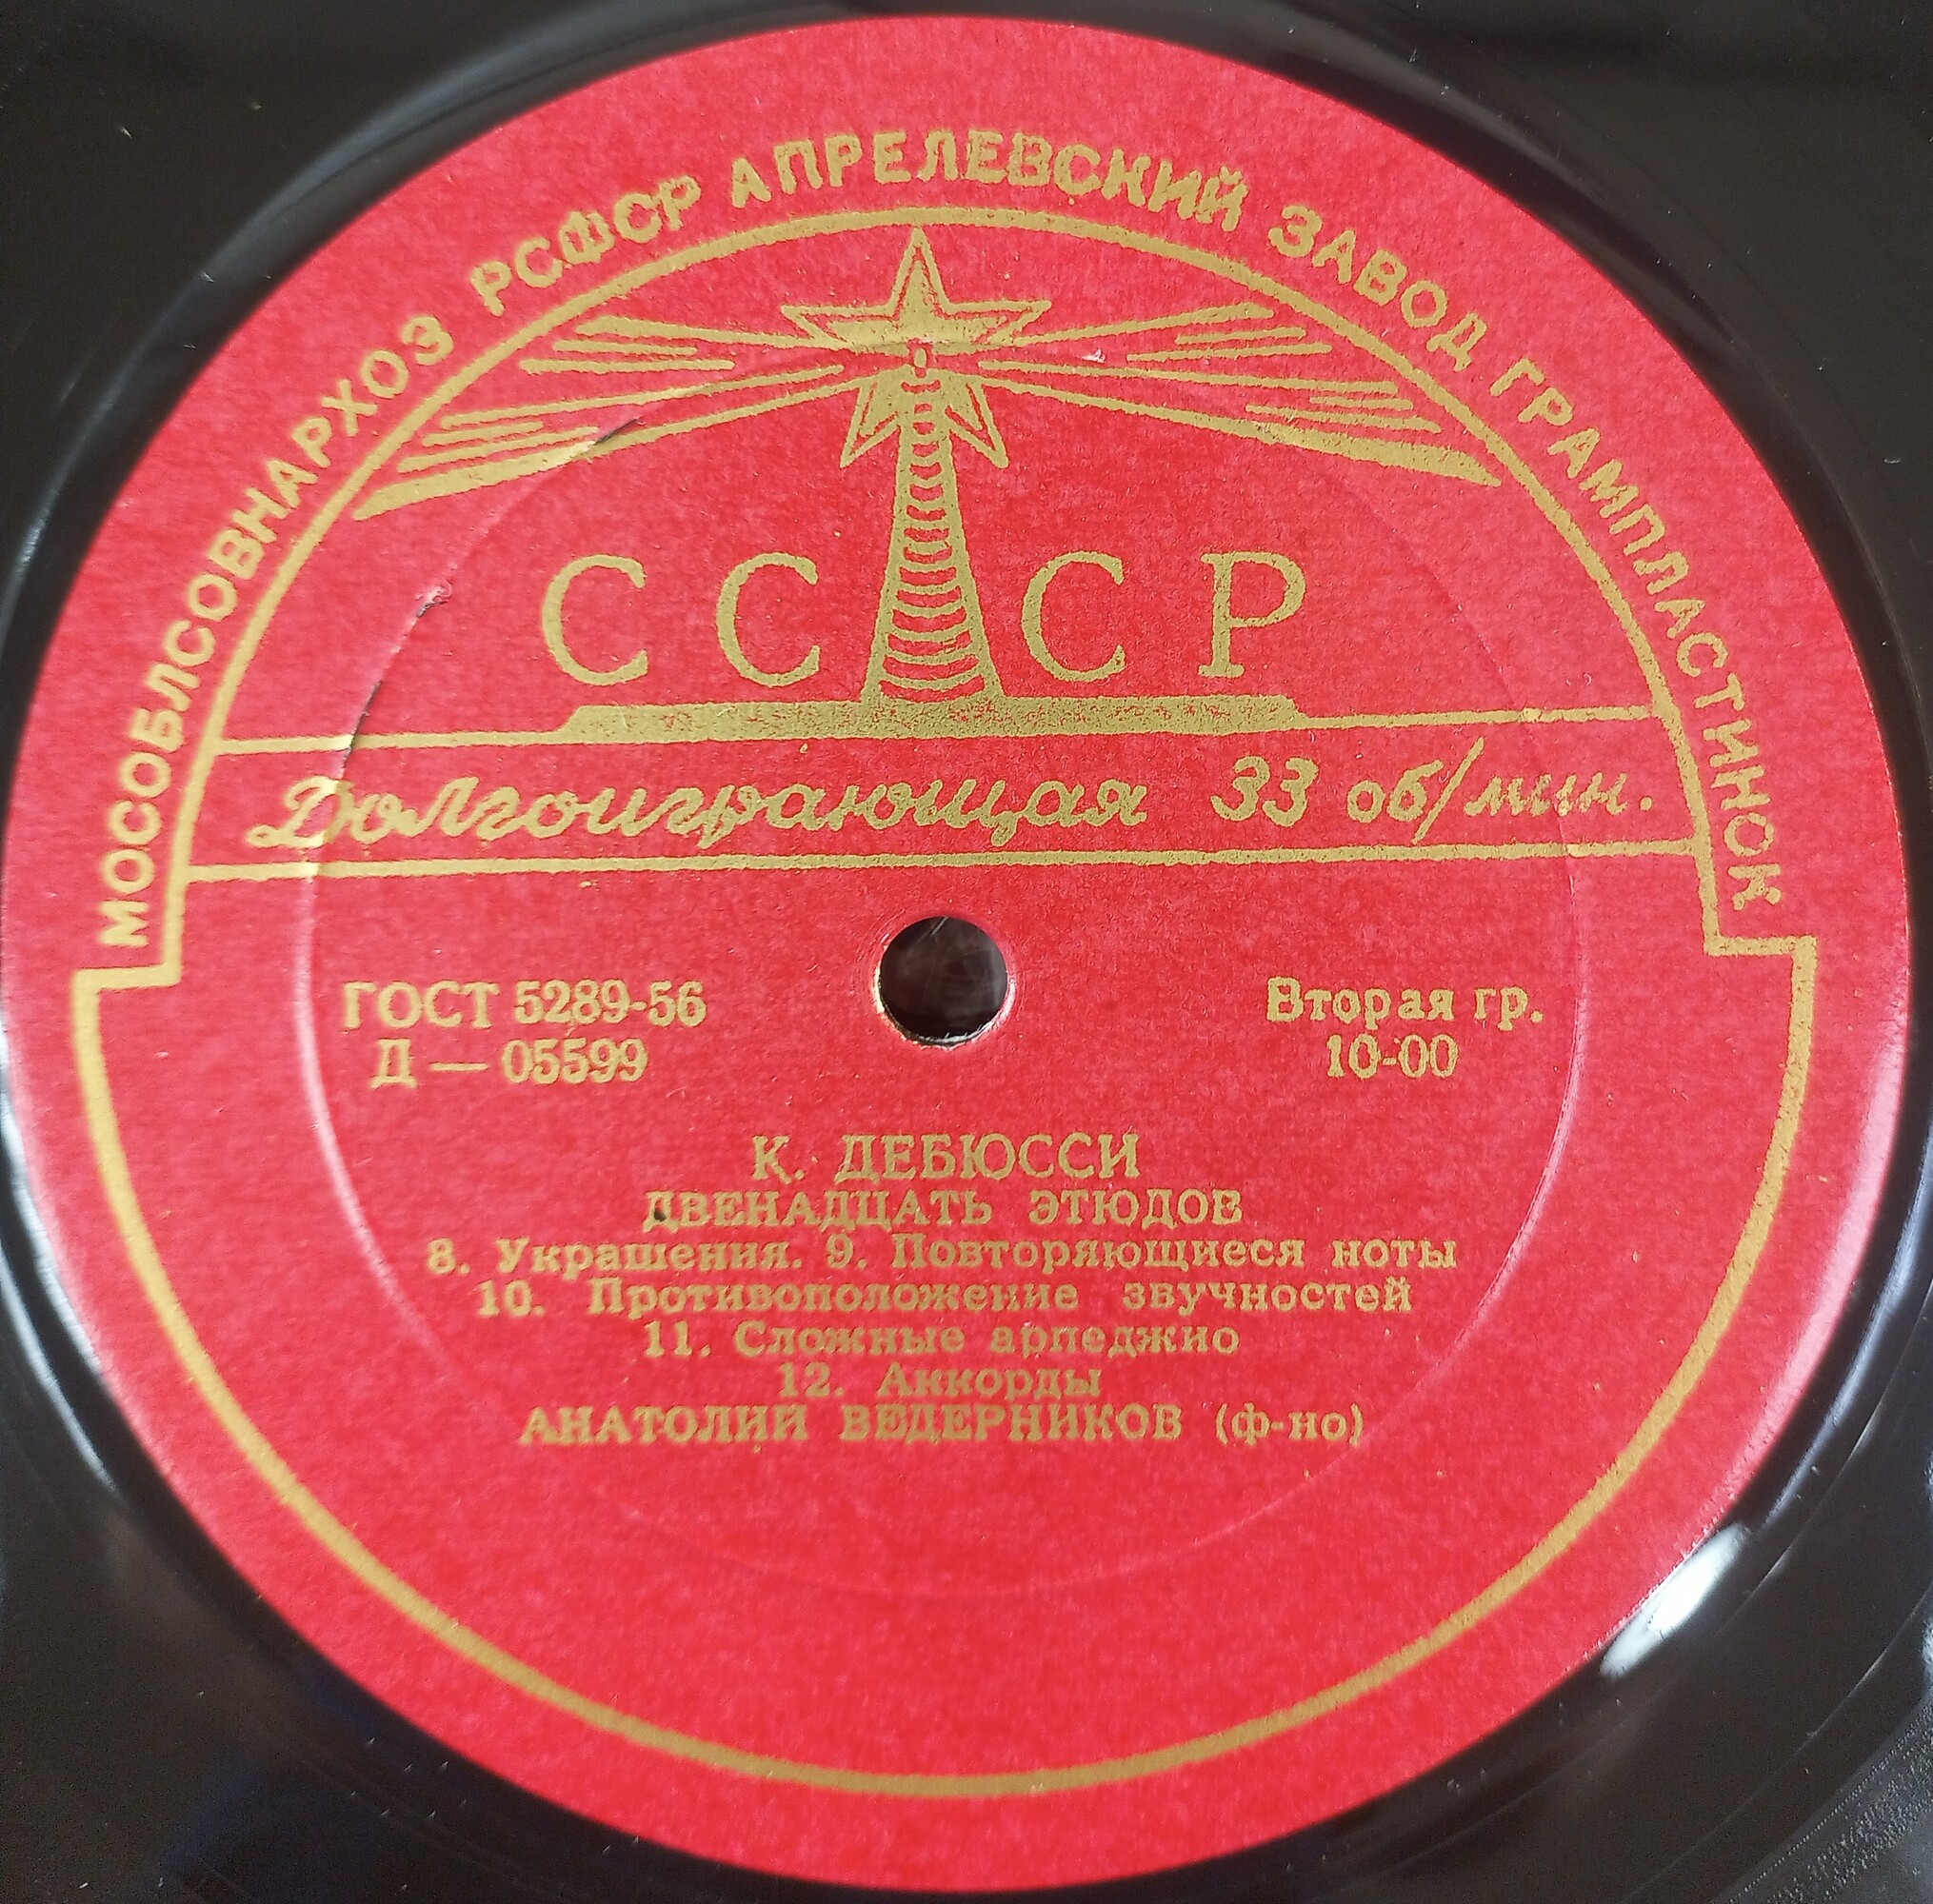 МОСОБЛСОВНАРХОЗ РСФСР АПРЕЛЕВСКИЙ ЗАВОД ГРАМПЛАСТИНОК
СССР
Долгоиграющая 33 об/мин.
ГОСТ 5289-56
Д — 05599
Вторая гр.
10-00
К. ДЕБЮССИ
ДВЕНАДЦАТЬ ЭТЮДОВ
8. Украшения. 9. Повторяющиеся ноты
10. Противоположение звучностей
11. Сложные арпеджио
12. Аккорды
АНАТОЛИЙ ВЕДЕРНИКОВ (ф-но)